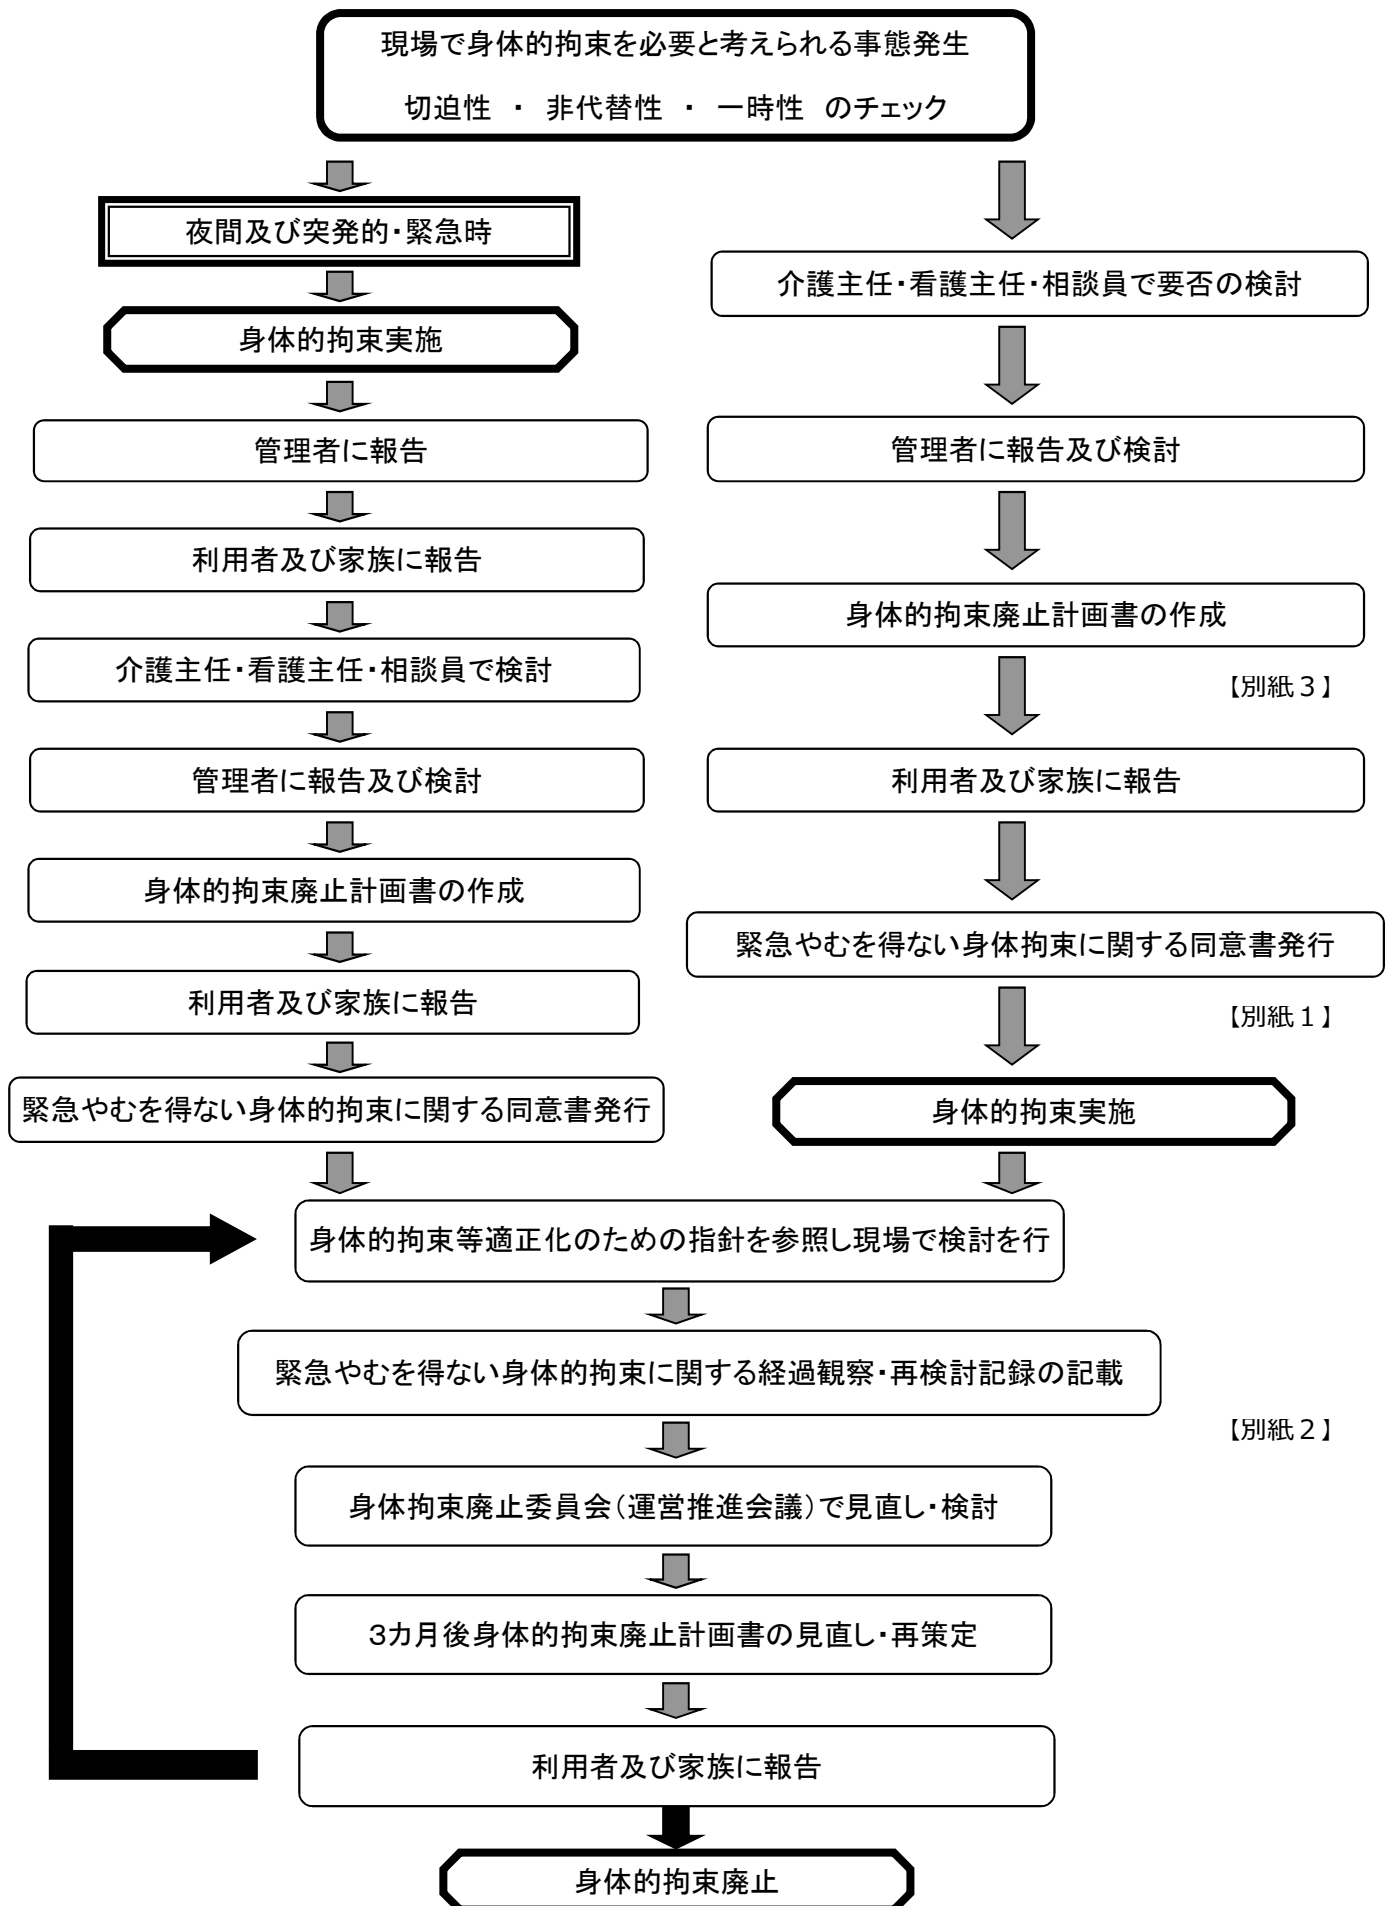 現場で身体的拘束を必要と考えられる事態発生
切迫性 ・ 非代替性 ・ 一時性 のチェック
夜間及び突発的・緊急時
身体的拘束実施
管理者に報告
利用者及び家族に報告
介護主任・看護主任・相談員で検討
管理者に報告及び検討
身体的拘束廃止計画書の作成
利用者及び家族に報告
緊急やむを得ない身体的拘束に関する同意書発行
介護主任・看護主任・相談員で要否の検討
管理者に報告及び検討
身体的拘束廃止計画書の作成
【別紙３】
利用者及び家族に報告
緊急やむを得ない身体拘束に関する同意書発行
【別紙１】
身体的拘束実施
身体的拘束等適正化のための指針を参照し現場で検討を行
緊急やむを得ない身体的拘束に関する経過観察・再検討記録の記載
【別紙２】
身体拘束廃止委員会（運営推進会議）で見直し・検討
３カ月後身体的拘束廃止計画書の見直し・再策定
利用者及び家族に報告
身体的拘束廃止